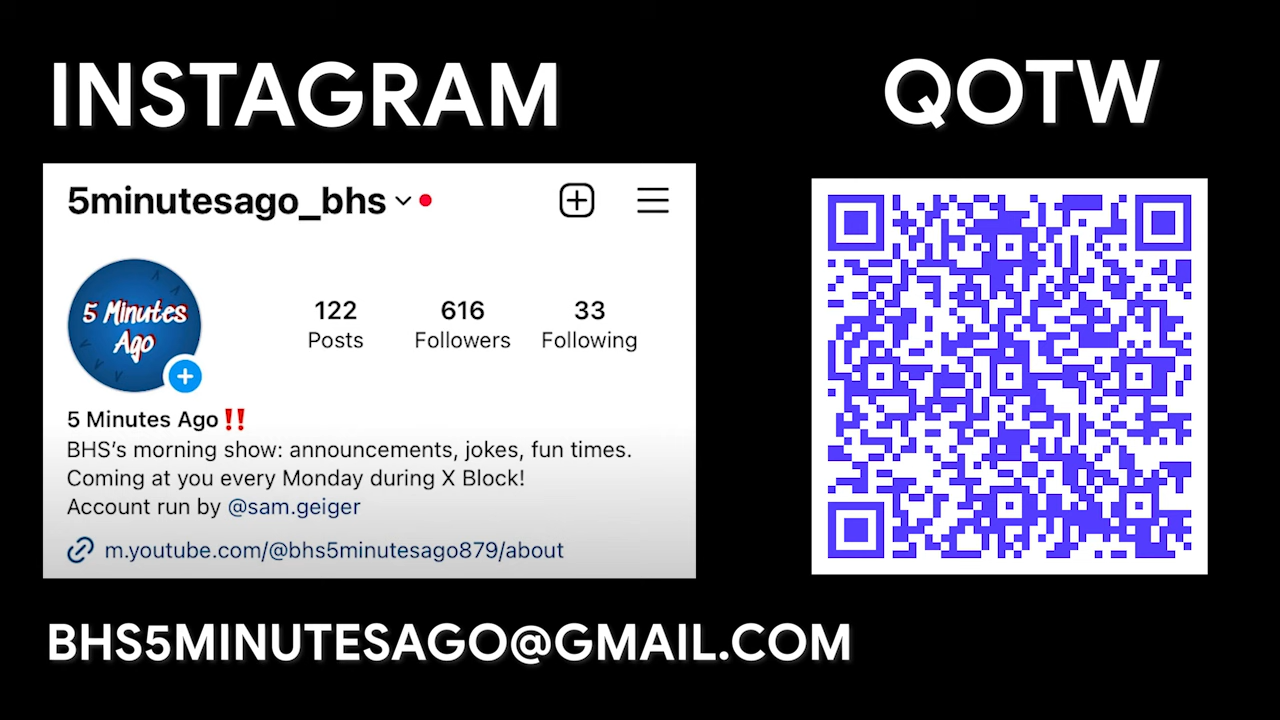 INSTAGRAM
QOTW
5minutesago_bhs
5 Minutes
Ago
122
616
33
Posts
Followers
Following
5 Minutes Ago‼️
BHS’s morning show: announcements, jokes, fun times.
Coming at you every Monday during X Block!
Account run by @sam.geiger
m.youtube.com/@bhs5minutesago879/about
BHS5MINUTESAGO@GMAIL.COM